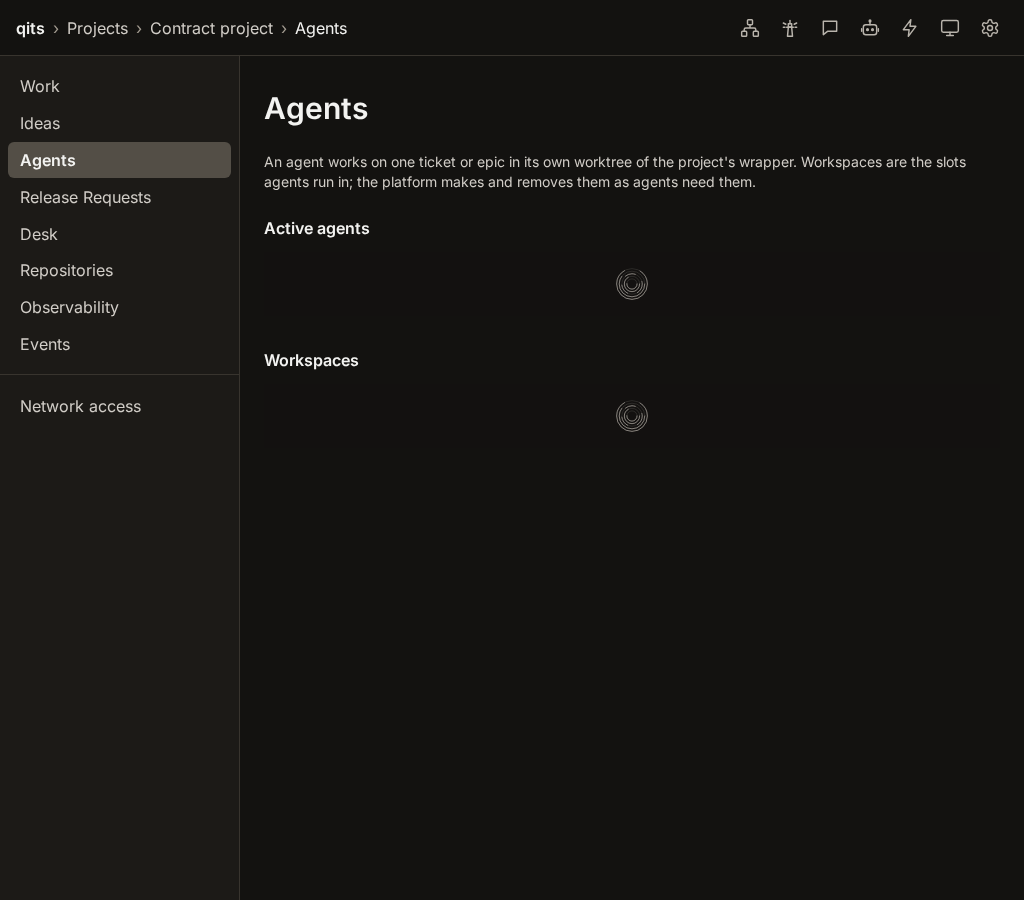 qits › Projects › Contract project › Agents
Work
Ideas
Agents
Release Requests
Desk
Repositories
Observability
Events
Network access
Agents
An agent works on one ticket or epic in its own worktree of the project's wrapper. Workspaces are the slots
agents run in; the platform makes and removes them as agents need them.
Active agents
Workspaces